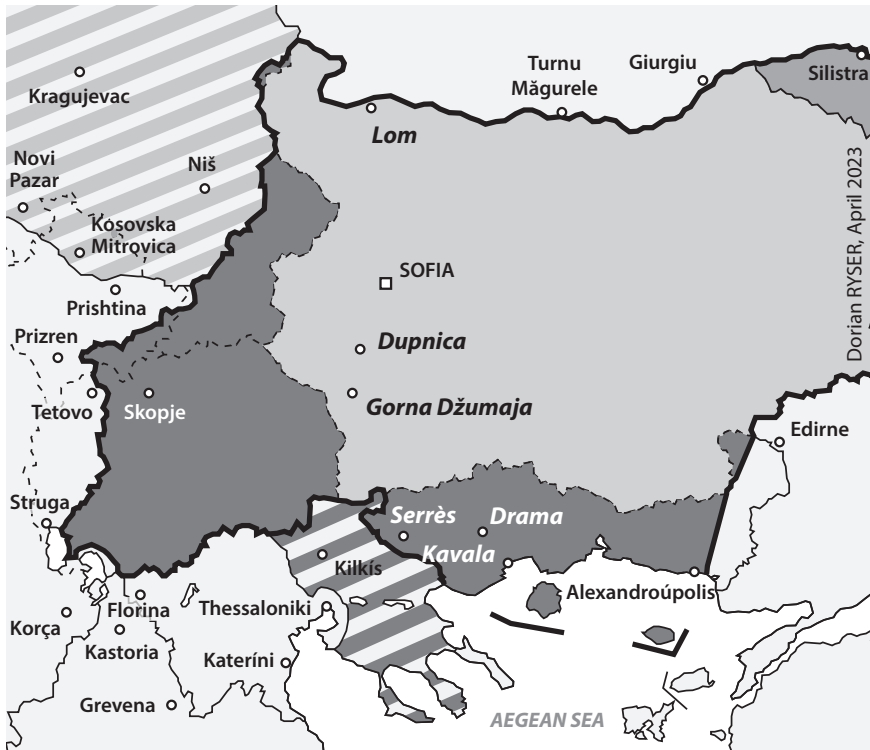 Turnu
Măgurele
Giurgiu
Silistra
Kragujevac
Lom
Novi
Pazar
Niš
Kosovska
Mitrovica
SOFIA
Prishtina
Prizren
Dupnica
Tetovo
Skopje
Gorna Džumaja
Edirne
Struga
Serrès
Drama
Kavala
Kilkís
Alexandroúpolis
Florina
Thessaloniki
Korça
Kastoria
Kateríni
Grevena
AEGEAN SEA
Dorian RYSER, April 2023